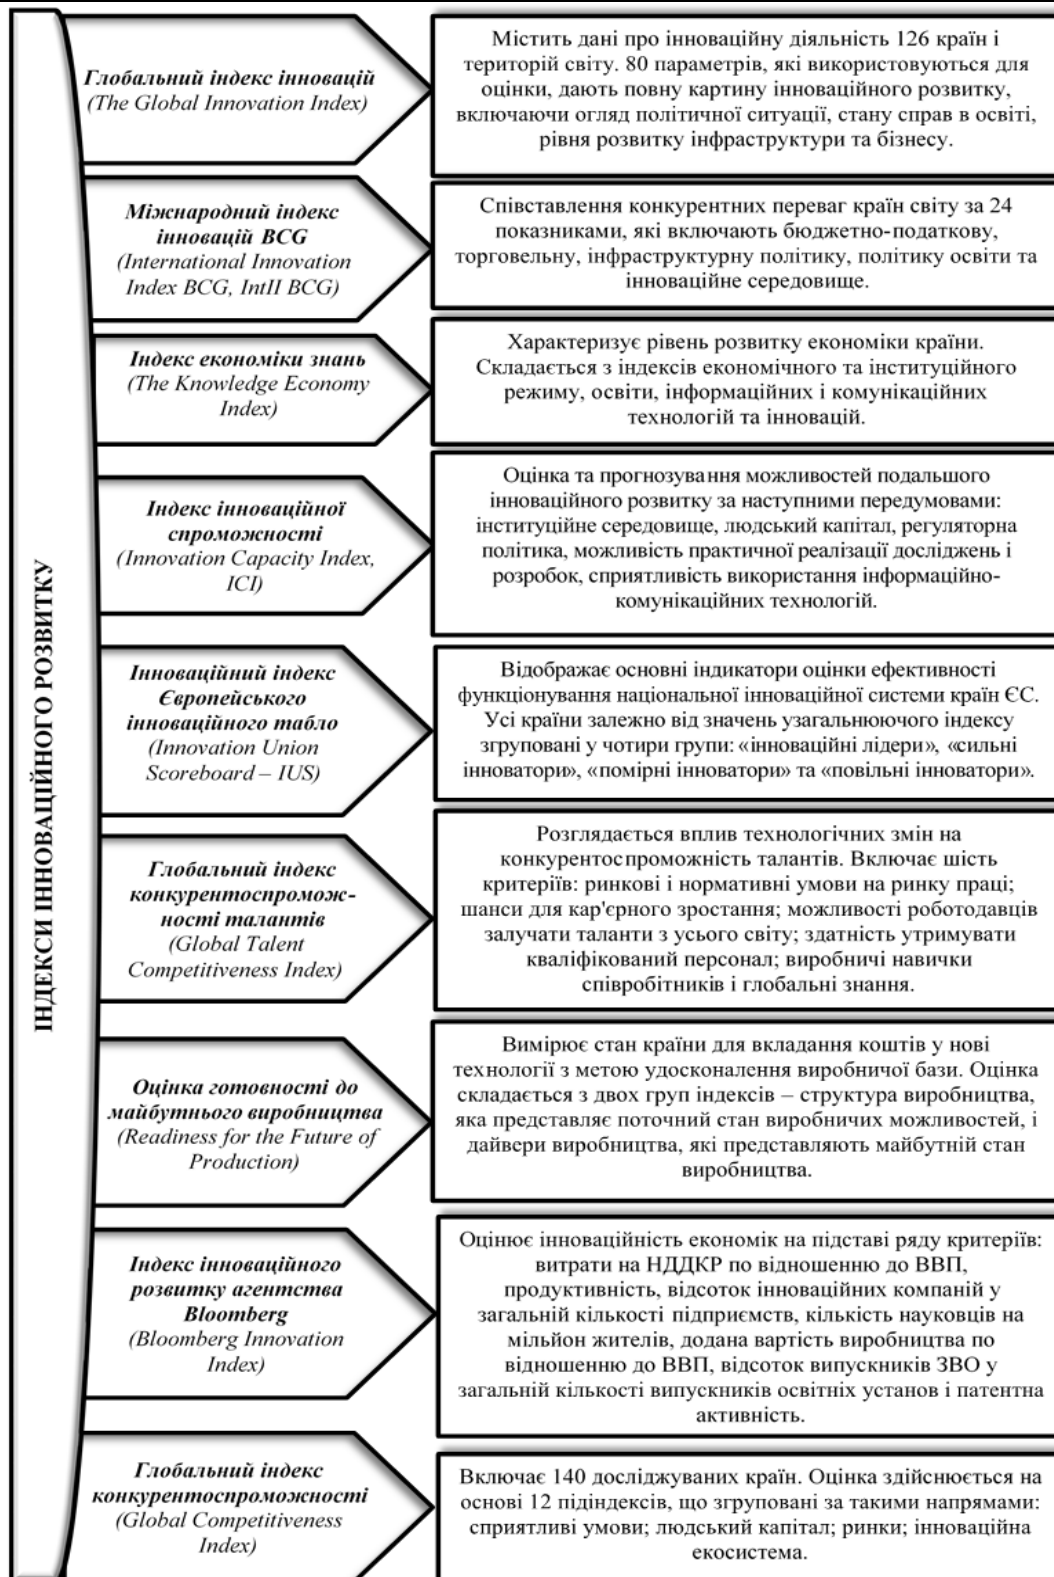 ІНДЕКСИ ІННОВАЦІЙНОГО РОЗВИТКУ
Глобальний індекс інновацій
(The Global Innovation Index)
Містить дані про інноваційну діяльність 126 країн і
територій світу. 80 параметрів, які використовуються для
оцінки, дають повну картину інноваційного розвитку,
включаючи огляд політичної ситуації, стану справ в освіті,
рівня розвитку інфраструктури та бізнесу.
Міжнародний індекс
інновацій BCG
(International Innovation
Index BCG, IntII BCG)
Співставлення конкурентних переваг країн світу за 24
показниками, які включають бюджетно-податкову,
торговельну, інфраструктурну політику, політику освіти та
інноваційне середовище.
Індекс економіки знань
(The Knowledge Economy
Index)
Характеризує рівень розвитку економіки країни.
Складається з індексів економічного та інституційного
режиму, освіти, інформаційних і комунікаційних
технологій та інновацій.
Індекс інноваційної
спроможності
(Innovation Capacity Index,
ICI)
Оцінка та прогнозування можливостей подальшого
інноваційного розвитку за наступними передумовами:
інституційне середовище, людський капітал, регуляторна
політика, можливість практичної реалізації досліджень і
розробок, сприятливість використання інформаційно-
комунікаційних технологій.
Інноваційний індекс
Європейського
інноваційного табло
(Innovation Union
Scoreboard – IUS)
Відображає основні індикатори оцінки ефективності
функціонування національної інноваційної системи країн ЄС.
Усі країни залежно від значень узагальнюючого індексу
згруповані у чотири групи: «інноваційні лідери», «сильні
інноватори», «помірні інноватори» та «повільні інноватори».
Глобальний індекс
конкурентоспромож-
ності талантів
(Global Talent
Competitiveness Index)
Розглядається вплив технологічних змін на
конкурентоспроможність талантів. Включає шість
критеріїв: ринкові і нормативні умови на ринку праці;
шанси для кар'єрного зростання; можливості роботодавців
залучати таланти з усього світу; здатність утримувати
кваліфікований персонал; виробничі навички
співробітників і глобальні знання.
Оцінка готовності до
майбутнього виробництва
(Readiness for the Future of
Production)
Вимірює стан країни для вкладання коштів у нові
технології з метою удосконалення виробничої бази. Оцінка
складається з двох груп індексів – структура виробництва,
яка представляє поточний стан виробничих можливостей, і
дайвери виробництва, які представляють майбутній стан
виробництва.
Індекс інноваційного
розвитку агентства
Bloomberg
(Bloomberg Innovation
Index)
Оцінює інноваційність економік на підставі ряду критеріїв:
витрати на НДДКР по відношенню до ВВП,
продуктивність, відсоток інноваційних компаній у
загальній кількості підприємств, кількість науковців на
мільйон жителів, додана вартість виробництва по
відношенню до ВВП, відсоток випускників ЗВО у
загальній кількості випускників освітніх установ і патентна
активність.
Глобальний індекс
конкурентоспроможності
(Global Competitiveness
Index)
Включає 140 досліджуваних країн. Оцінка здійснюється на
основі 12 підіндексів, що згруповані за такими напрямами:
сприятливі умови; людський капітал; ринки; інноваційна
екосистема.